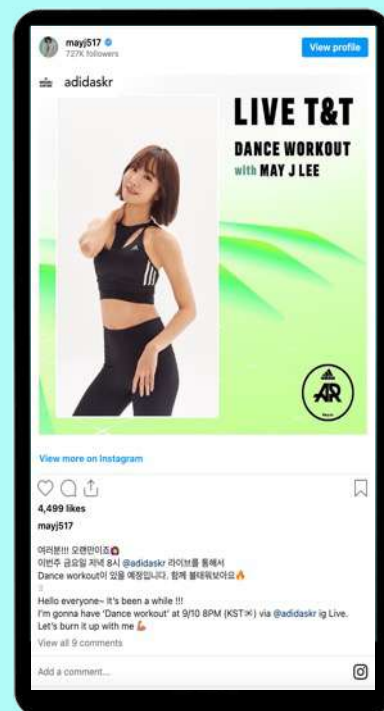 mayj517
727K followers
View profile
adidaskr
LIVE T&T
DANCE WORKOUT
with MAY J LEE
AR
View more on Instagram
4,499 likes
mayj517
여러분!!! 오랜만이죠🙆🏻‍♀️
이번주 금요일 저녁 8시 @adidaskr 라이브를 통해서
Dance workout이 있을 예정입니다. 함께 불태워보아요🔥
Hello everyone~ It's been a while !!!
I'm gonna have 'Dance workout' at 9/10 8PM (KST🇰🇷) via @adidaskr ig Live.
Let's burn it up with me 💪🏼
View all 9 comments
Add a comment...